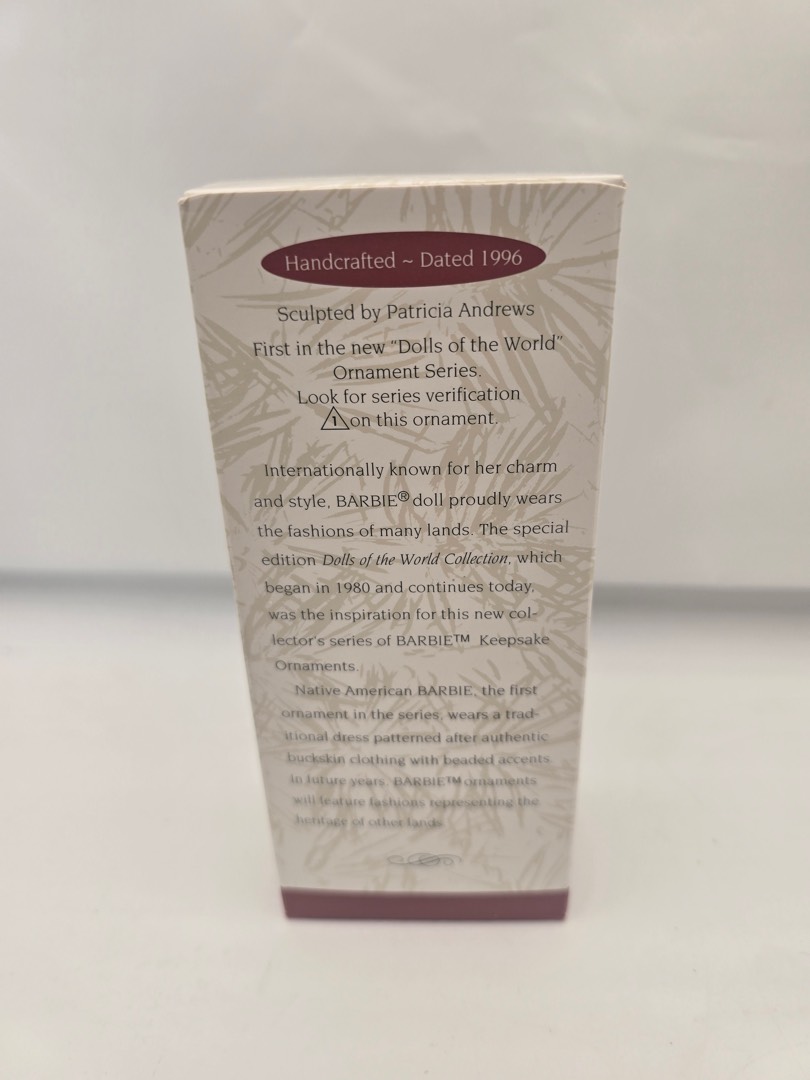 Handcrafted ~ Dated 1996
Sculpted by Patricia Andrews
First in the new "Dolls of the World"
Ornament Series.
Look for series verification
1 on this ornament.
Internationally known for her charm
and style, BARBIE® doll proudly wears
the fashions of many lands. The special
edition Dolls of the World Collection, which
began in 1980 and continues today,
was the inspiration for this new col-
lector's series of BARBIE™ Keepsake
Ornaments.
Native American BARBIE, the first
ornament in the series, wears a trad-
itional dress patterned after authentic
buckskin clothing with beaded accents
In future years, BARBIE™ ornaments
will feature fashions representing the
heritage of other lands